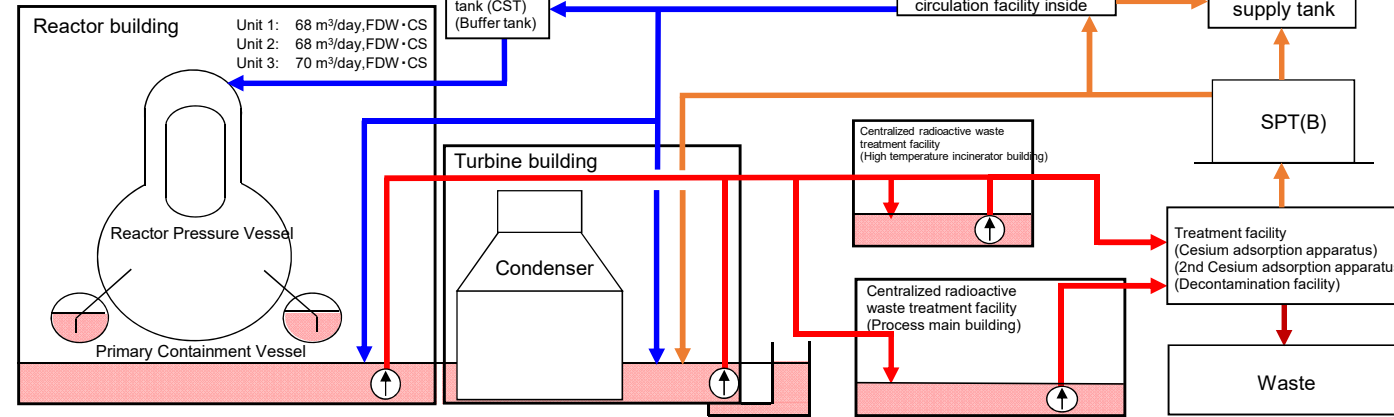 Reactor building
Unit 1: 68 m³/day,FDW・CS
Unit 2: 68 m³/day,FDW・CS
Unit 3: 70 m³/day,FDW・CS
tank (CST)
(Buffer tank)
circulation facility inside
supply tank
SPT(B)
Centralized radioactive waste
treatment facility
(High temperature incinerator building)
Turbine building
Reactor Pressure Vessel
Condenser
Primary Containment Vessel
Centralized radioactive
waste treatment facility
(Process main building)
Treatment facility
(Cesium adsorption apparatus)
(2nd Cesium adsorption apparatu
(Decontamination facility)
Waste